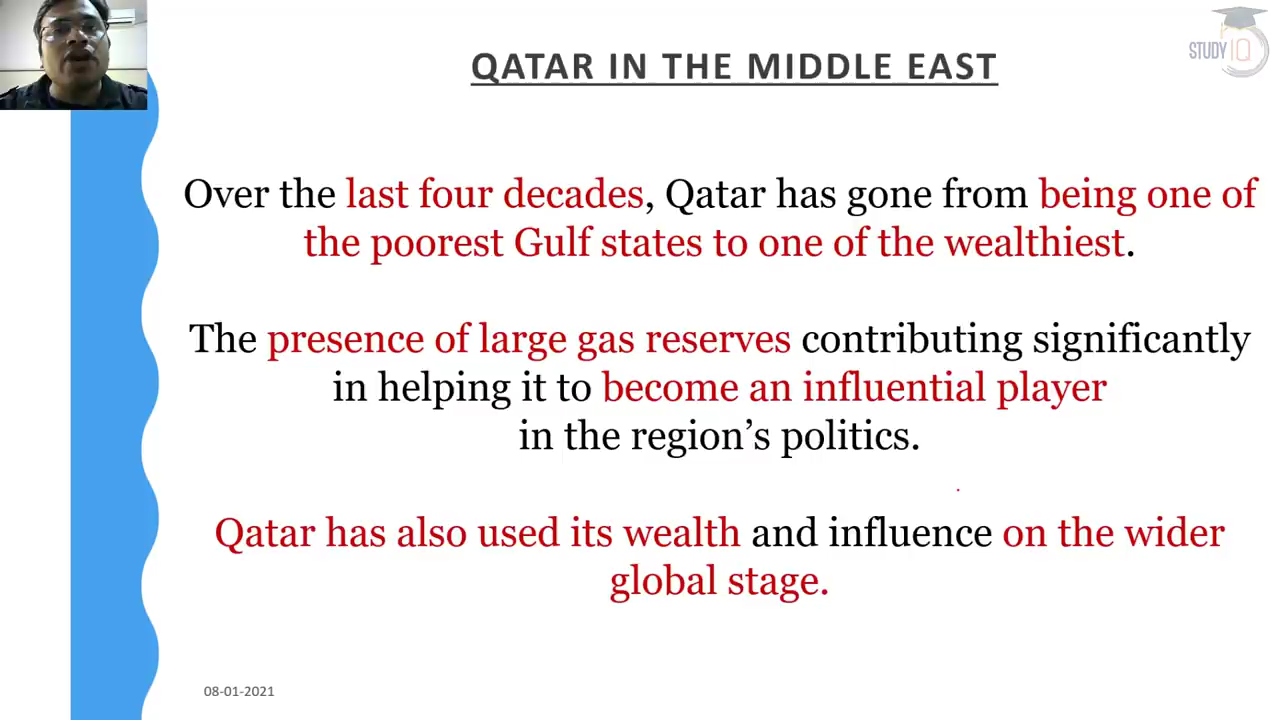 STUDY IQ
QATAR IN THE MIDDLE EAST
Over the last four decades, Qatar has gone from being one of
the poorest Gulf states to one of the wealthiest.
The presence of large gas reserves contributing significantly
in helping it to become an influential player
in the region’s politics.
Qatar has also used its wealth and influence on the wider
global stage.
08-01-2021